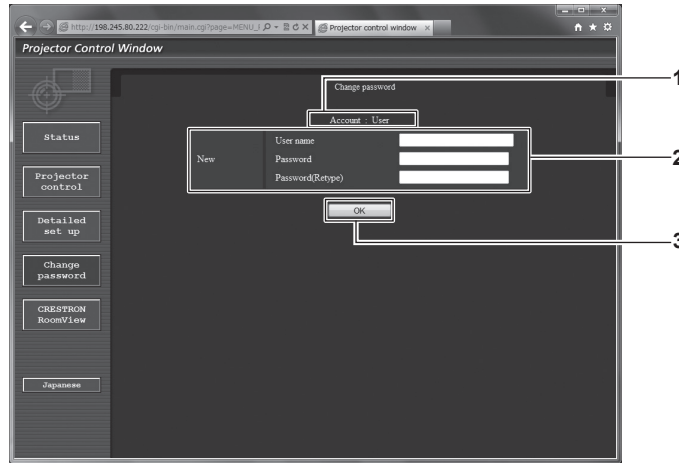 http://198.245.80.222/cgi-bin/main.cgi?page=MENU_
Projector control window
Projector Control Window
Change password
1
Account : User
Status
User name
New
Password
2
Password(Retype)
Projector
control
OK
Detailed
set up
3
Change
password
CRESTRON
RoomView
Japanese